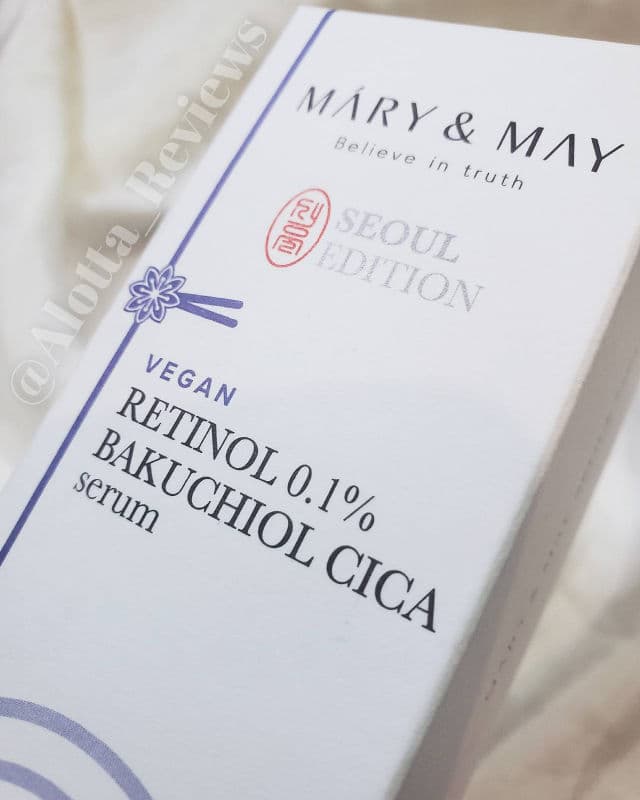 @Alotta_Reviews
MÁRY & MAY
Believe in truth
SEOUL
EDITION
VEGAN
RETINOL 0.1%
BAKUCHIOL CICA
serum